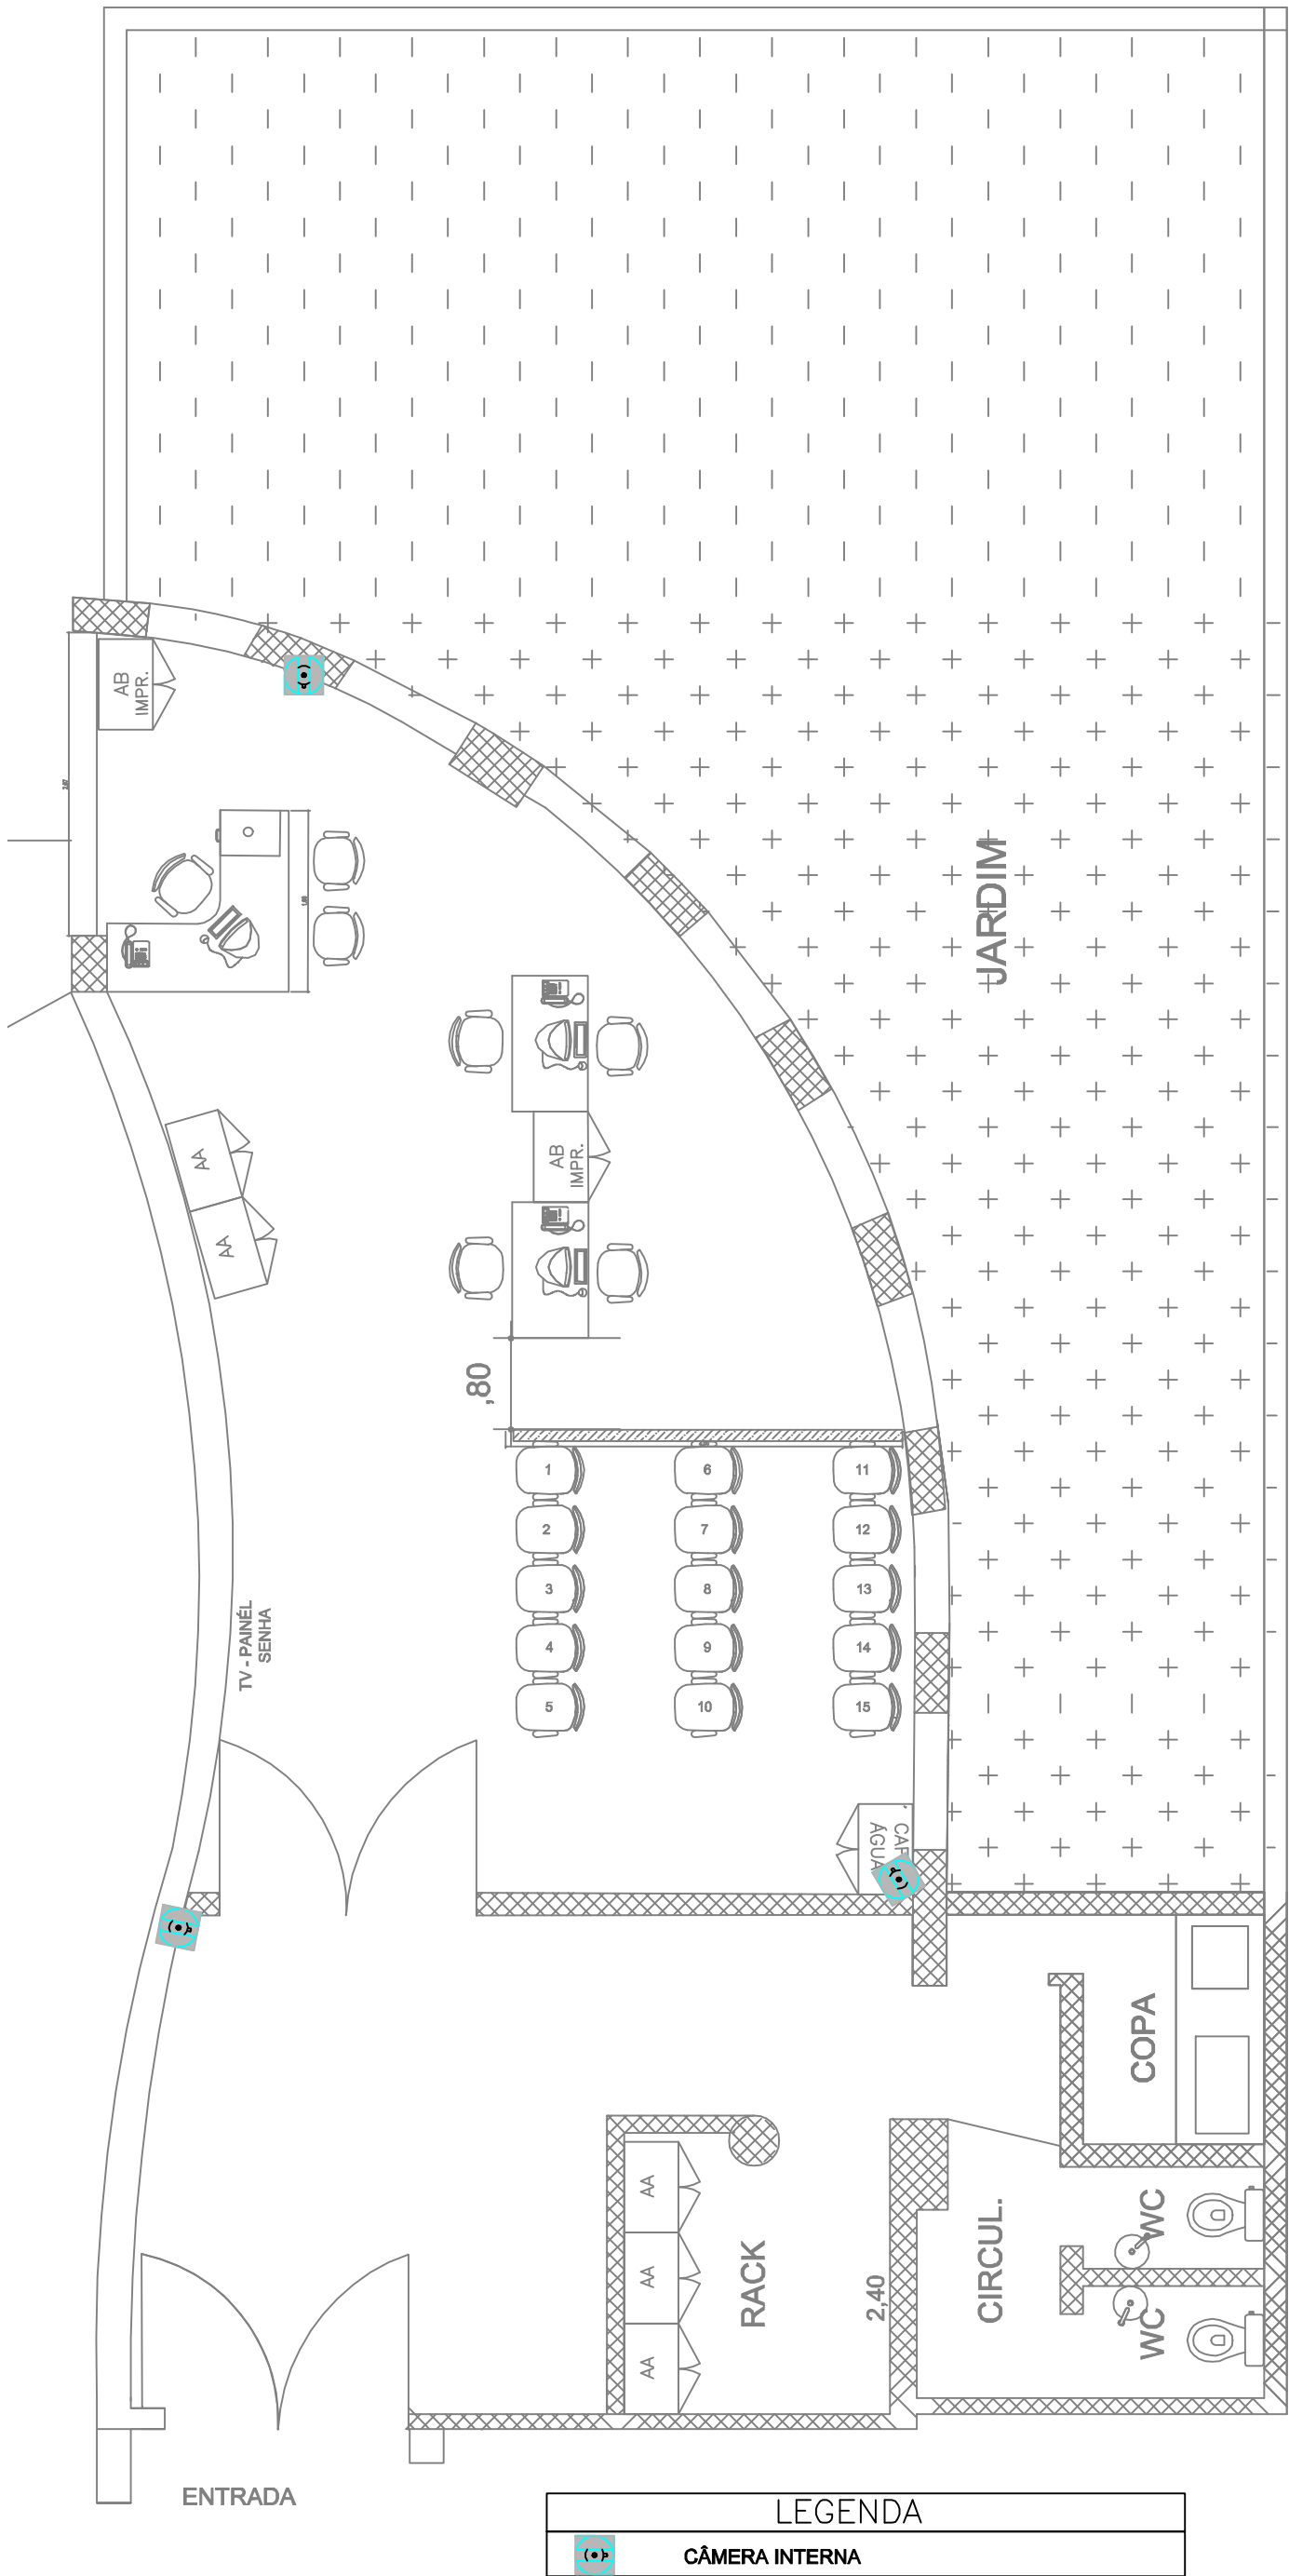 AB
IMPR.
JARDIM
AB
IMPR.
AA
AA
,80
1
6
11
2
7
12
3
8
13
4
9
14
5
10
15
TV - PAINÉL
SENHA
ÁGUA
COPA
AA
AA
AA
RACK
2,40
CIRCUL.
WC
WC
ENTRADA
LEGENDA
CÂMERA INTERNA